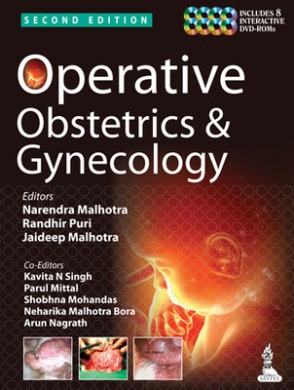 SECOND EDITION
INCLUDES 8
INTERACTIVE
DVD-ROMs
Operative
Obstetrics &
Gynecology
Editors
Narendra Malhotra
Randhir Puri
Jaideep Malhotra
Co-Editors
Kavita N Singh
Parul Mittal
Shobhna Mohandas
Neharika Malhotra Bora
Arun Nagrath
JAYPEE